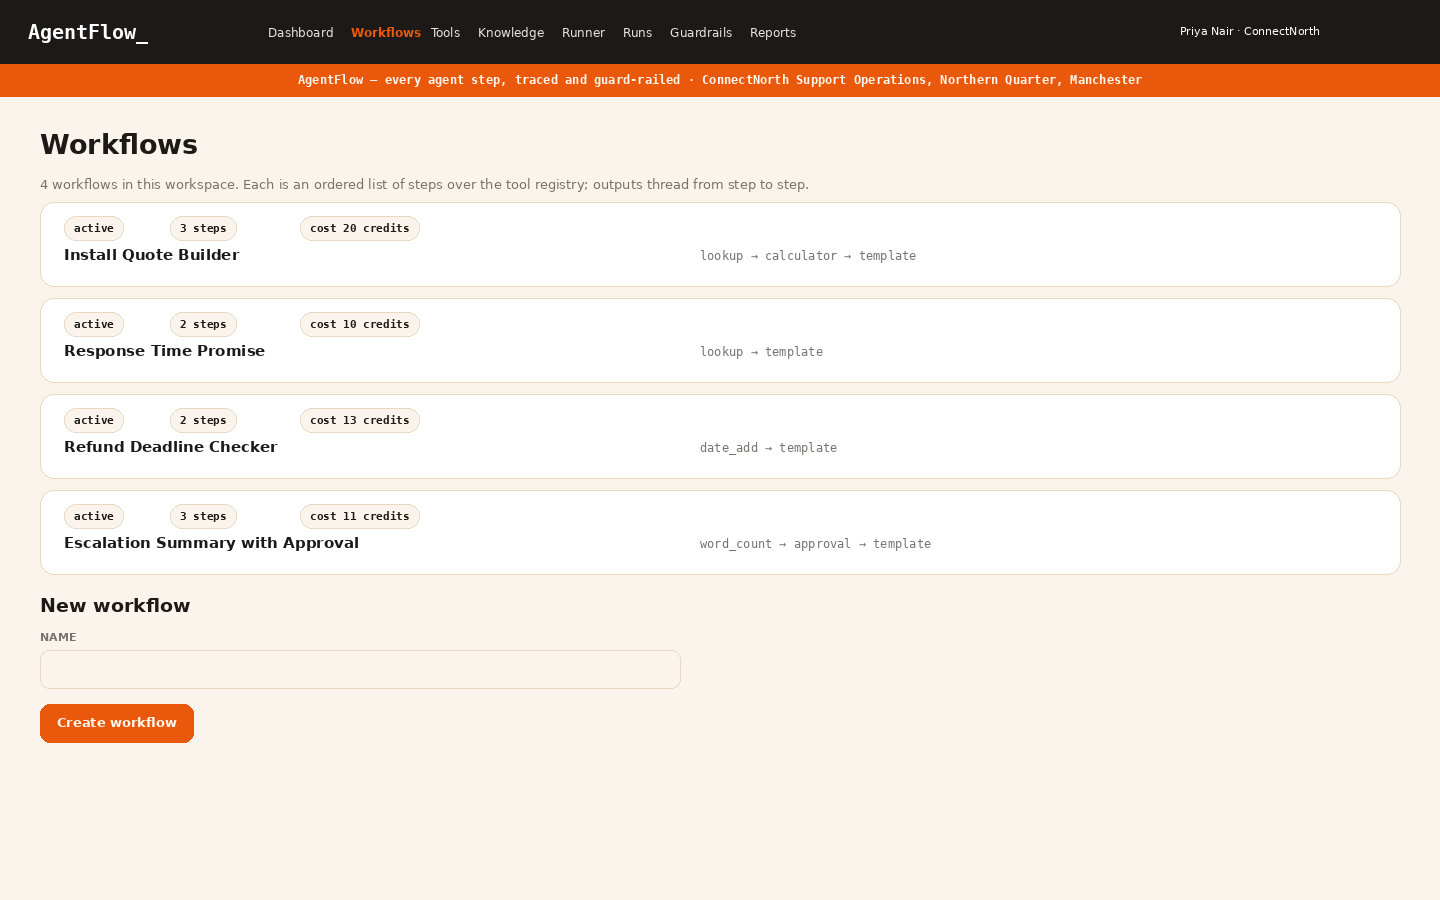 AgentFlow_
Dashboard Workflows Tools Knowledge Runner Runs Guardrails Reports
Priya Nair · ConnectNorth
AgentFlow — every agent step, traced and guard-railed · ConnectNorth Support Operations, Northern Quarter, Manchester
Workflows
4 workflows in this workspace. Each is an ordered list of steps over the tool registry; outputs thread from step to step.
active 3 steps cost 20 credits
Install Quote Builder lookup → calculator → template
active 2 steps cost 10 credits
Response Time Promise lookup → template
active 2 steps cost 13 credits
Refund Deadline Checker date_add → template
active 3 steps cost 11 credits
Escalation Summary with Approval word_count → approval → template
New workflow
NAME
Create workflow